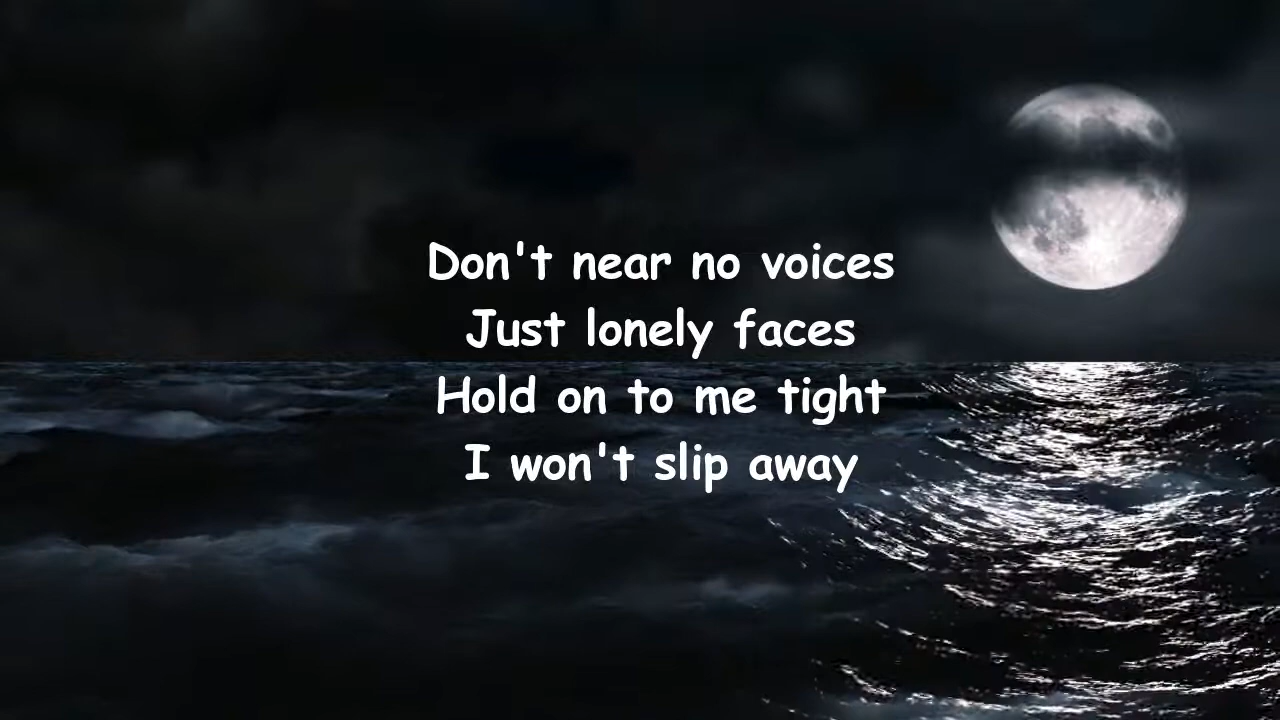 Don't near no voices
Just lonely faces
Hold on to me tight
I won't slip away